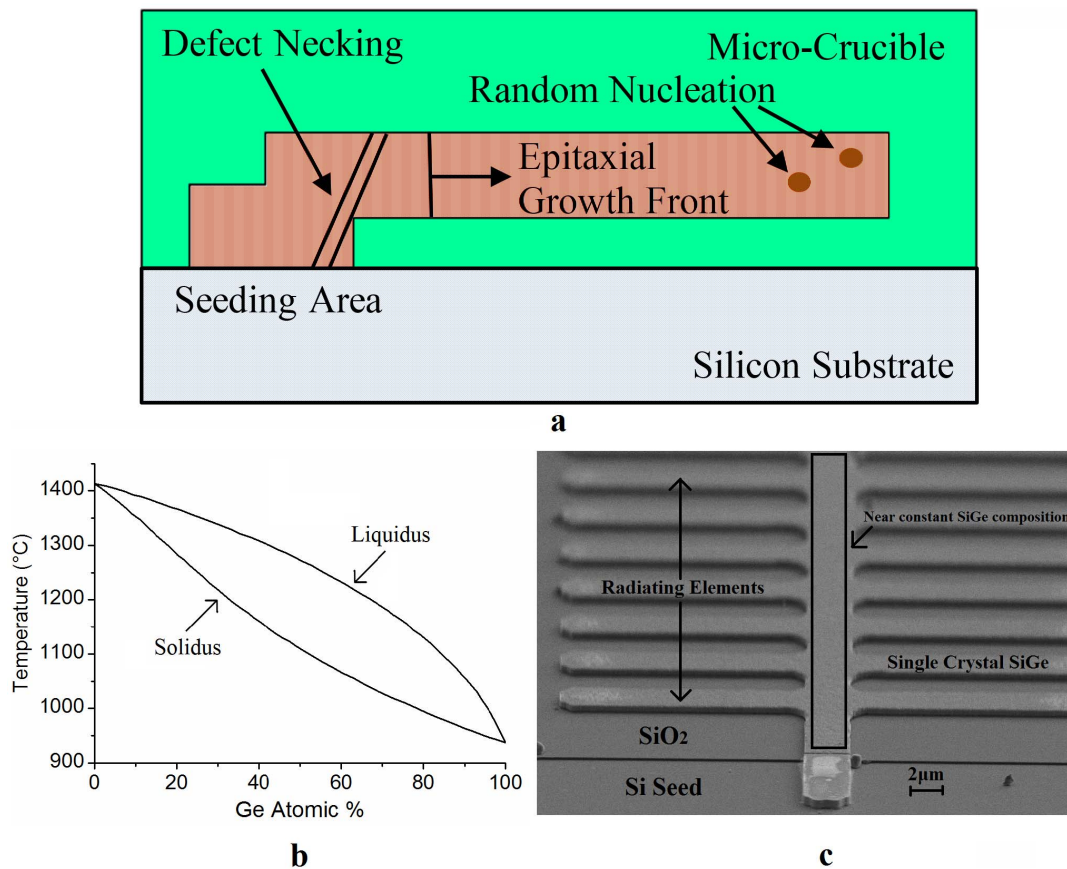 Defect Necking
Micro-Crucible
Random Nucleation
Epitaxial
Growth Front
Seeding Area
Silicon Substrate
a
1400
1300
1200
1100
1000
900
Temperature (°C)
Liquidus
Solidus
0 20 40 60 80 100
Ge Atomic %
b
Near constant SiGe composition
Radiating Elements
Single Crystal SiGe
SiO2
Si Seed
2μm
c